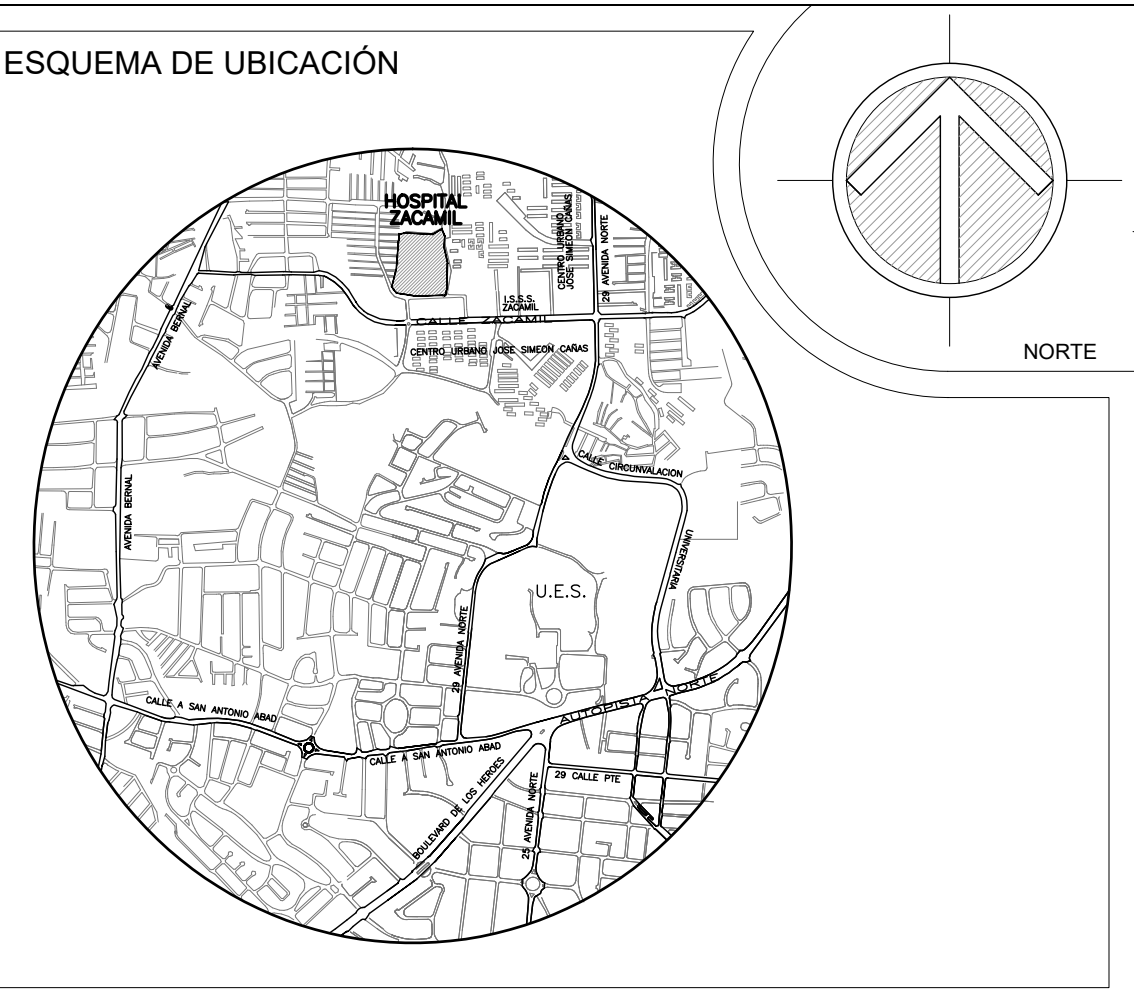 ESQUEMA DE UBICACIÓN
NORTE
HOSPITAL
ZACAMIL
CENTRO URBANO
JOSE SIMEON CAÑAS
29 AVENIDA NORTE
I.S.S.S.
ZACAMIL
CALLE ZACAMIL
AVENIDA BERNAL
CENTRO URBANO JOSE SIMEON CAÑAS
CALLE CIRCUNVALACION
AVENIDA BERNAL
UNIVERSITARIA
U.E.S.
29 AVENIDA NORTE
CALLE A SAN ANTONIO ABAD
AUTOPISTA NORTE
CALLE A SAN ANTONIO ABAD
29 CALLE PTE
BOULEVARD DE LOS HEROES
25 AVENIDA NORTE